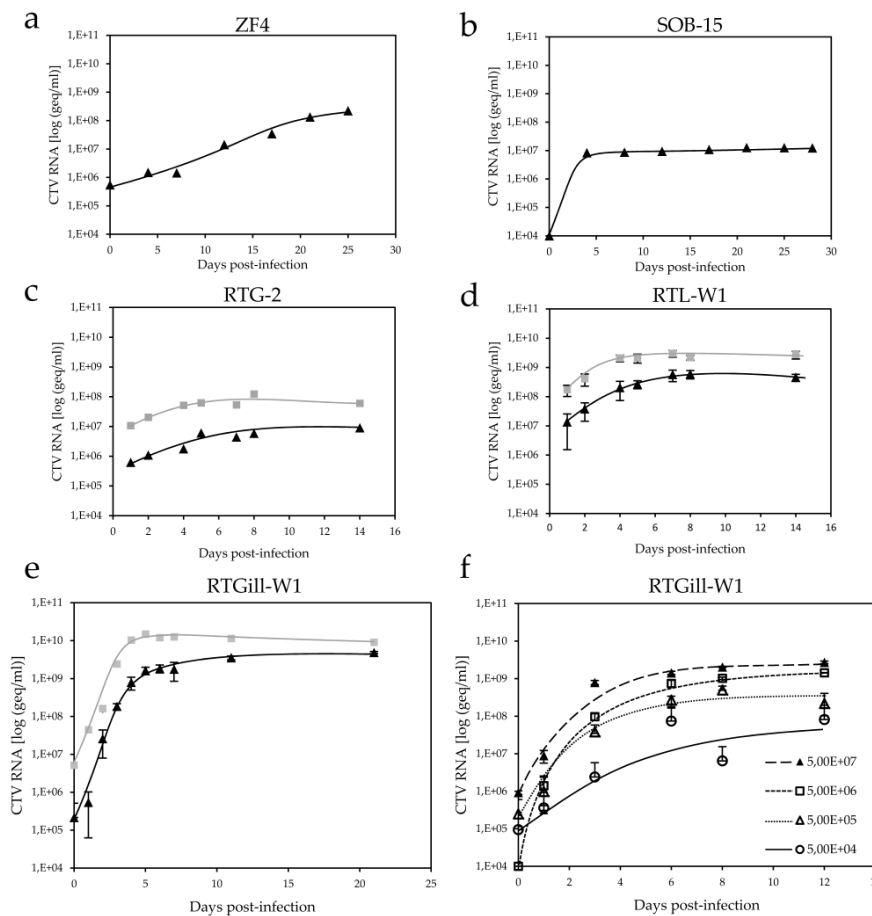 a
ZF4
CTV RNA [log (geq/ml)]
1,E+11
1,E+10
1,E+09
1,E+08
1,E+07
1,E+06
1,E+05
1,E+04
0 5 10 15 20 25 30
Days post-infection
b
SOB-15
CTV RNA [log (geq/ml)]
1,E+11
1,E+10
1,E+09
1,E+08
1,E+07
1,E+06
1,E+05
1,E+04
0 5 10 15 20 25 30
Days post-infection
c
RTG-2
CTV RNA [log (geq/ml)]
1,E+11
1,E+10
1,E+09
1,E+08
1,E+07
1,E+06
1,E+05
1,E+04
0 2 4 6 8 10 12 14 16
Days post-infection
d
RTL-W1
CTV RNA [log (geq/ml)]
1,E+11
1,E+10
1,E+09
1,E+08
1,E+07
1,E+06
1,E+05
1,E+04
0 2 4 6 8 10 12 14 16
Days post-infection
e
RTGill-W1
CTV RNA [log (geq/ml)]
1,E+11
1,E+10
1,E+09
1,E+08
1,E+07
1,E+06
1,E+05
1,E+04
0 5 10 15 20 25
Days post-infection
f
RTGill-W1
CTV RNA [log (geq/ml)]
1,E+11
1,E+10
1,E+09
1,E+08
1,E+07
1,E+06
1,E+05
1,E+04
5,00E+07
5,00E+06
5,00E+05
5,00E+04
0 2 4 6 8 10 12
Days post-infection